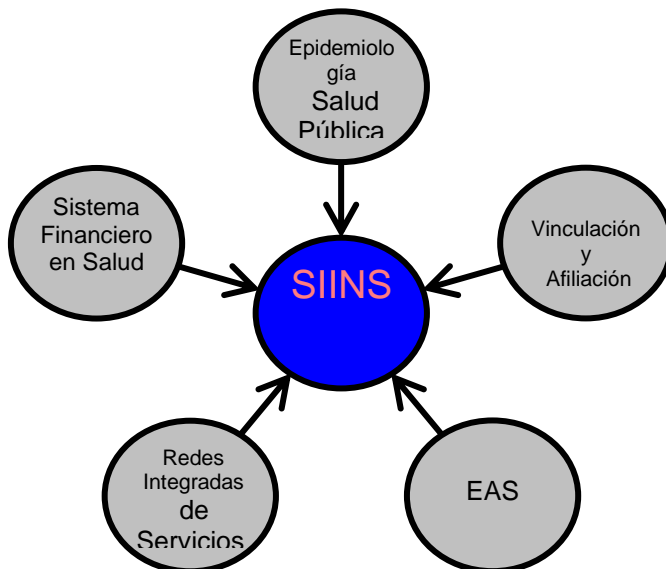 Epidemiolo
gía
Salud
Pública
Sistema
Financiero
en Salud
SIINS
Vinculación
y
Afiliación
Redes
Integradas
de
Servicios
EAS